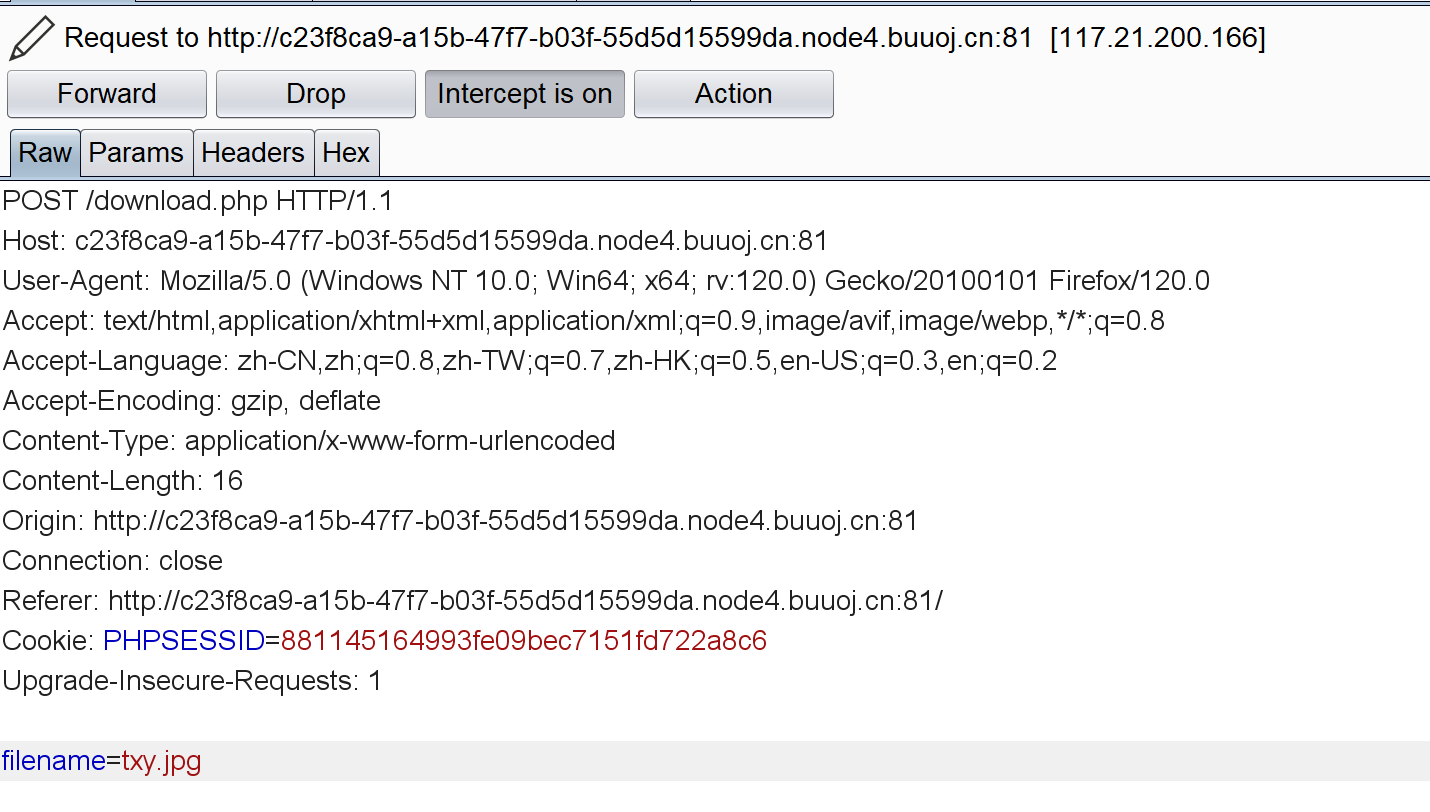 Request to http://c23f8ca9-a15b-47f7-b03f-55d5d15599da.node4.buuoj.cn:81 [117.21.200.166]
Forward Drop Intercept is on Action
Raw Params Headers Hex
POST /download.php HTTP/1.1
Host: c23f8ca9-a15b-47f7-b03f-55d5d15599da.node4.buuoj.cn:81
User-Agent: Mozilla/5.0 (Windows NT 10.0; Win64; x64; rv:120.0) Gecko/20100101 Firefox/120.0
Accept: text/html,application/xhtml+xml,application/xml;q=0.9,image/avif,image/webp,*/*;q=0.8
Accept-Language: zh-CN,zh;q=0.8,zh-TW;q=0.7,zh-HK;q=0.5,en-US;q=0.3,en;q=0.2
Accept-Encoding: gzip, deflate
Content-Type: application/x-www-form-urlencoded
Content-Length: 16
Origin: http://c23f8ca9-a15b-47f7-b03f-55d5d15599da.node4.buuoj.cn:81
Connection: close
Referer: http://c23f8ca9-a15b-47f7-b03f-55d5d15599da.node4.buuoj.cn:81/
Cookie: PHPSESSID=881145164993fe09bec7151fd722a8c6
Upgrade-Insecure-Requests: 1
filename=txy.jpg